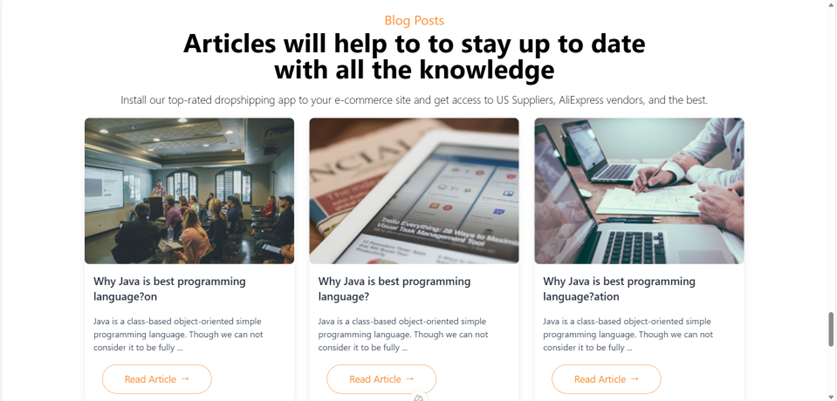 Blog Posts
Articles will help to to stay up to date
with all the knowledge
Install our top-rated dropshipping app to your e-commerce site and get access to US Suppliers, AliExpress vendors, and the best.
NCIAL
Trello Everything: 28 Ways to Maximize
Visual Task Management Tool
Why Java is best programming
language?on
Java is a class-based object-oriented simple
programming language. Though we can not
consider it to be fully ...
Read Article →
Why Java is best programming
language?
Java is a class-based object-oriented simple
programming language. Though we can not
consider it to be fully ...
Read Article →
Why Java is best programming
language?ation
Java is a class-based object-oriented simple
programming language. Though we can not
consider it to be fully ...
Read Article →